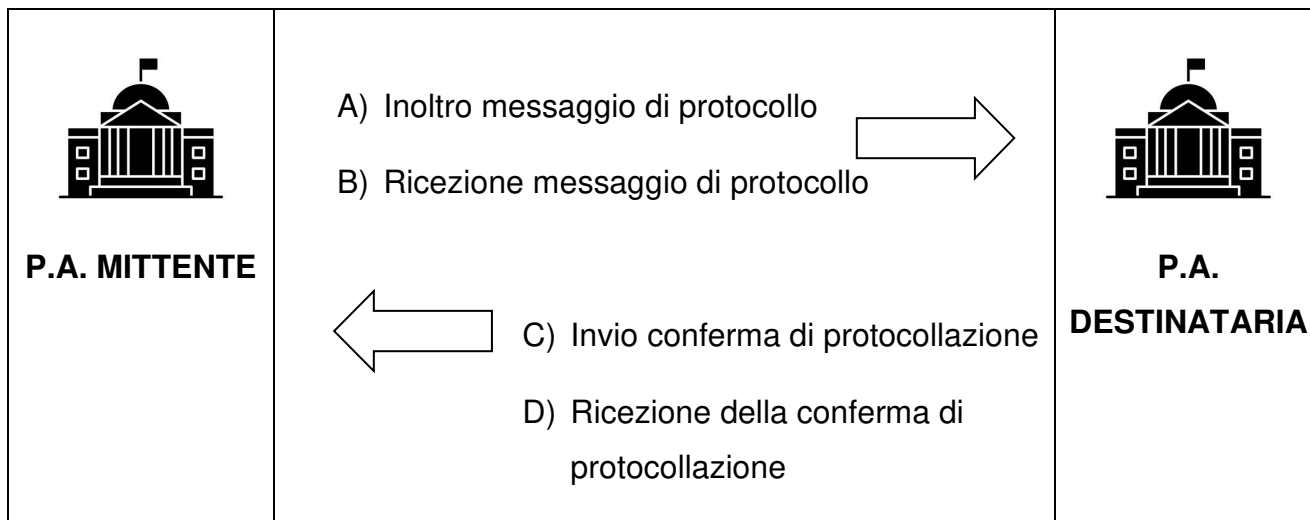 P.A. MITTENTE
A) Inoltro messaggio di protocollo
B) Ricezione messaggio di protocollo
C) Invio conferma di protocollazione
D) Ricezione della conferma di
protocollazione
P.A.
DESTINATARIA